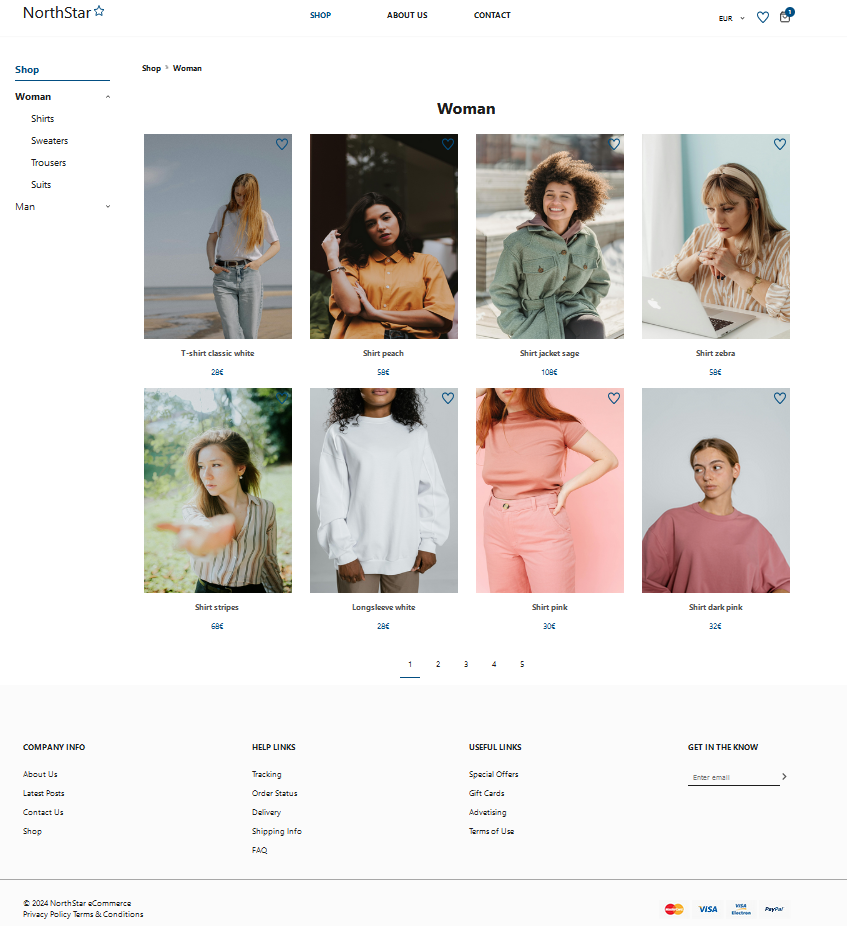 NorthStar
SHOP ABOUT US CONTACT
EUR
1
Shop
Woman
Shirts
Sweaters
Trousers
Suits
Man
Shop Woman
Woman
T-shirt classic white Shirt peach Shirt jacket sage Shirt zebra
28€ 58€ 108€ 58€
Shirt stripes Longsleeve white Shirt pink Shirt dark pink
68€ 28€ 30€ 32€
1 2 3 4 5
COMPANY INFO HELP LINKS USEFUL LINKS GET IN THE KNOW
About Us Tracking Special Offers Enter email
Latest Posts Order Status Gift Cards
Contact Us Delivery Advetising
Shop Shipping Info Terms of Use
FAQ
© 2024 NorthStar eCommerce
Privacy Policy Terms & Conditions
VISA VISA Electron PayPal